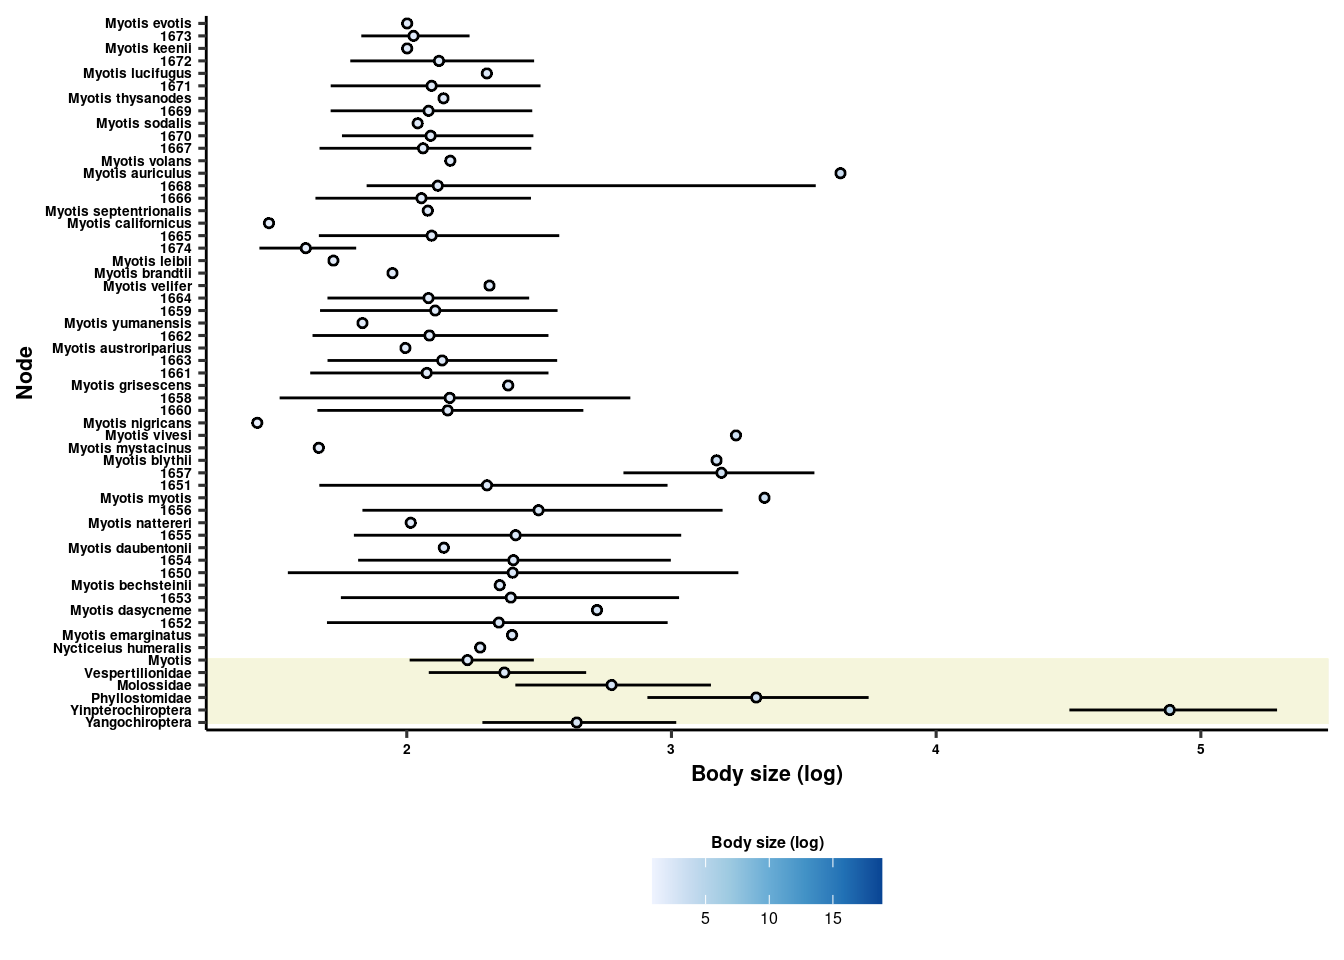 Myotis evotis
1673
Myotis keenii
1672
Myotis lucifugus
1671
Myotis thysanodes
1669
Myotis sodalis
1670
1667
Myotis volans
Myotis auriculus
1668
1666
Myotis septentrionalis
Myotis californicus
1665
1674
Myotis leibii
Myotis brandtii
Myotis velifer
1664
1659
Myotis yumanensis
1662
Myotis austroriparius
1663
1661
Myotis grisescens
1658
1660
Myotis nigricans
Myotis vivesi
Myotis mystacinus
Myotis blythii
1657
1651
Myotis myotis
1656
Myotis nattereri
1655
Myotis daubentonii
1654
1650
Myotis bechsteinii
1653
Myotis dasycneme
1652
Myotis emarginatus
Nycticeius humeralis
Myotis
Vespertilionidae
Molossidae
Phyllostomidae
Yinpterochiroptera
Yangochiroptera
Node
2 3 4 5
Body size (log)
Body size (log)
5 10 15